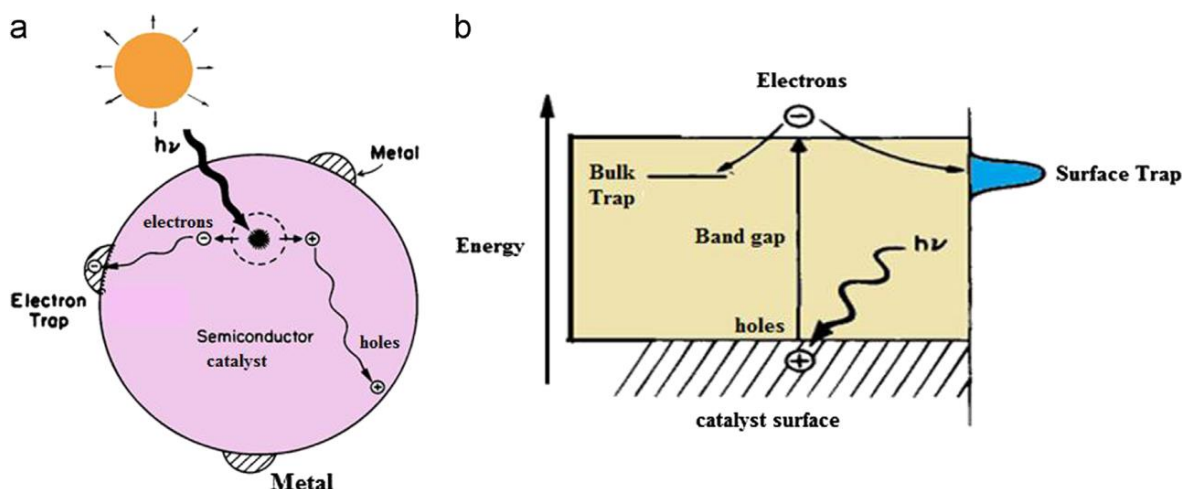 a
hν
Metal
electrons
Electron
Trap
Semiconductor
catalyst
holes
Metal
b
Electrons
Bulk
Trap
Surface Trap
Energy
Band gap
hν
holes
catalyst surface